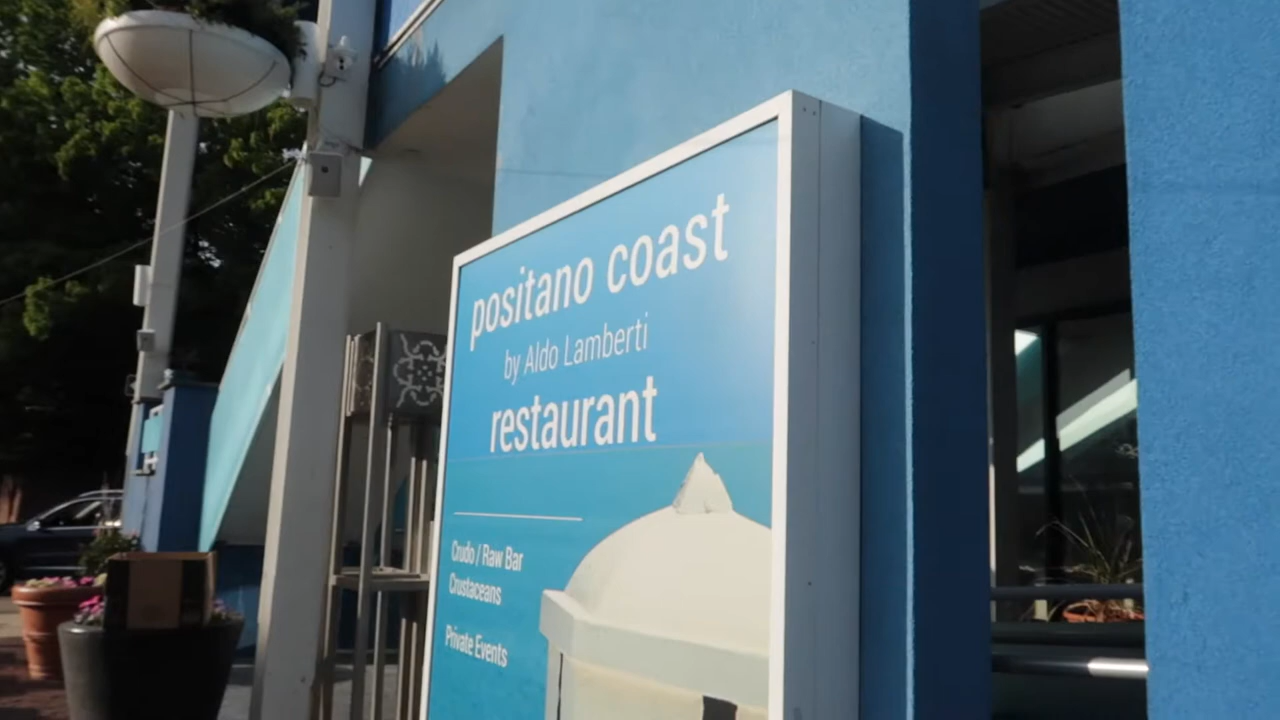 positano coast
by Aldo Lamberti
restaurant
Crudo / Raw Bar
Crustaceans
Private Events